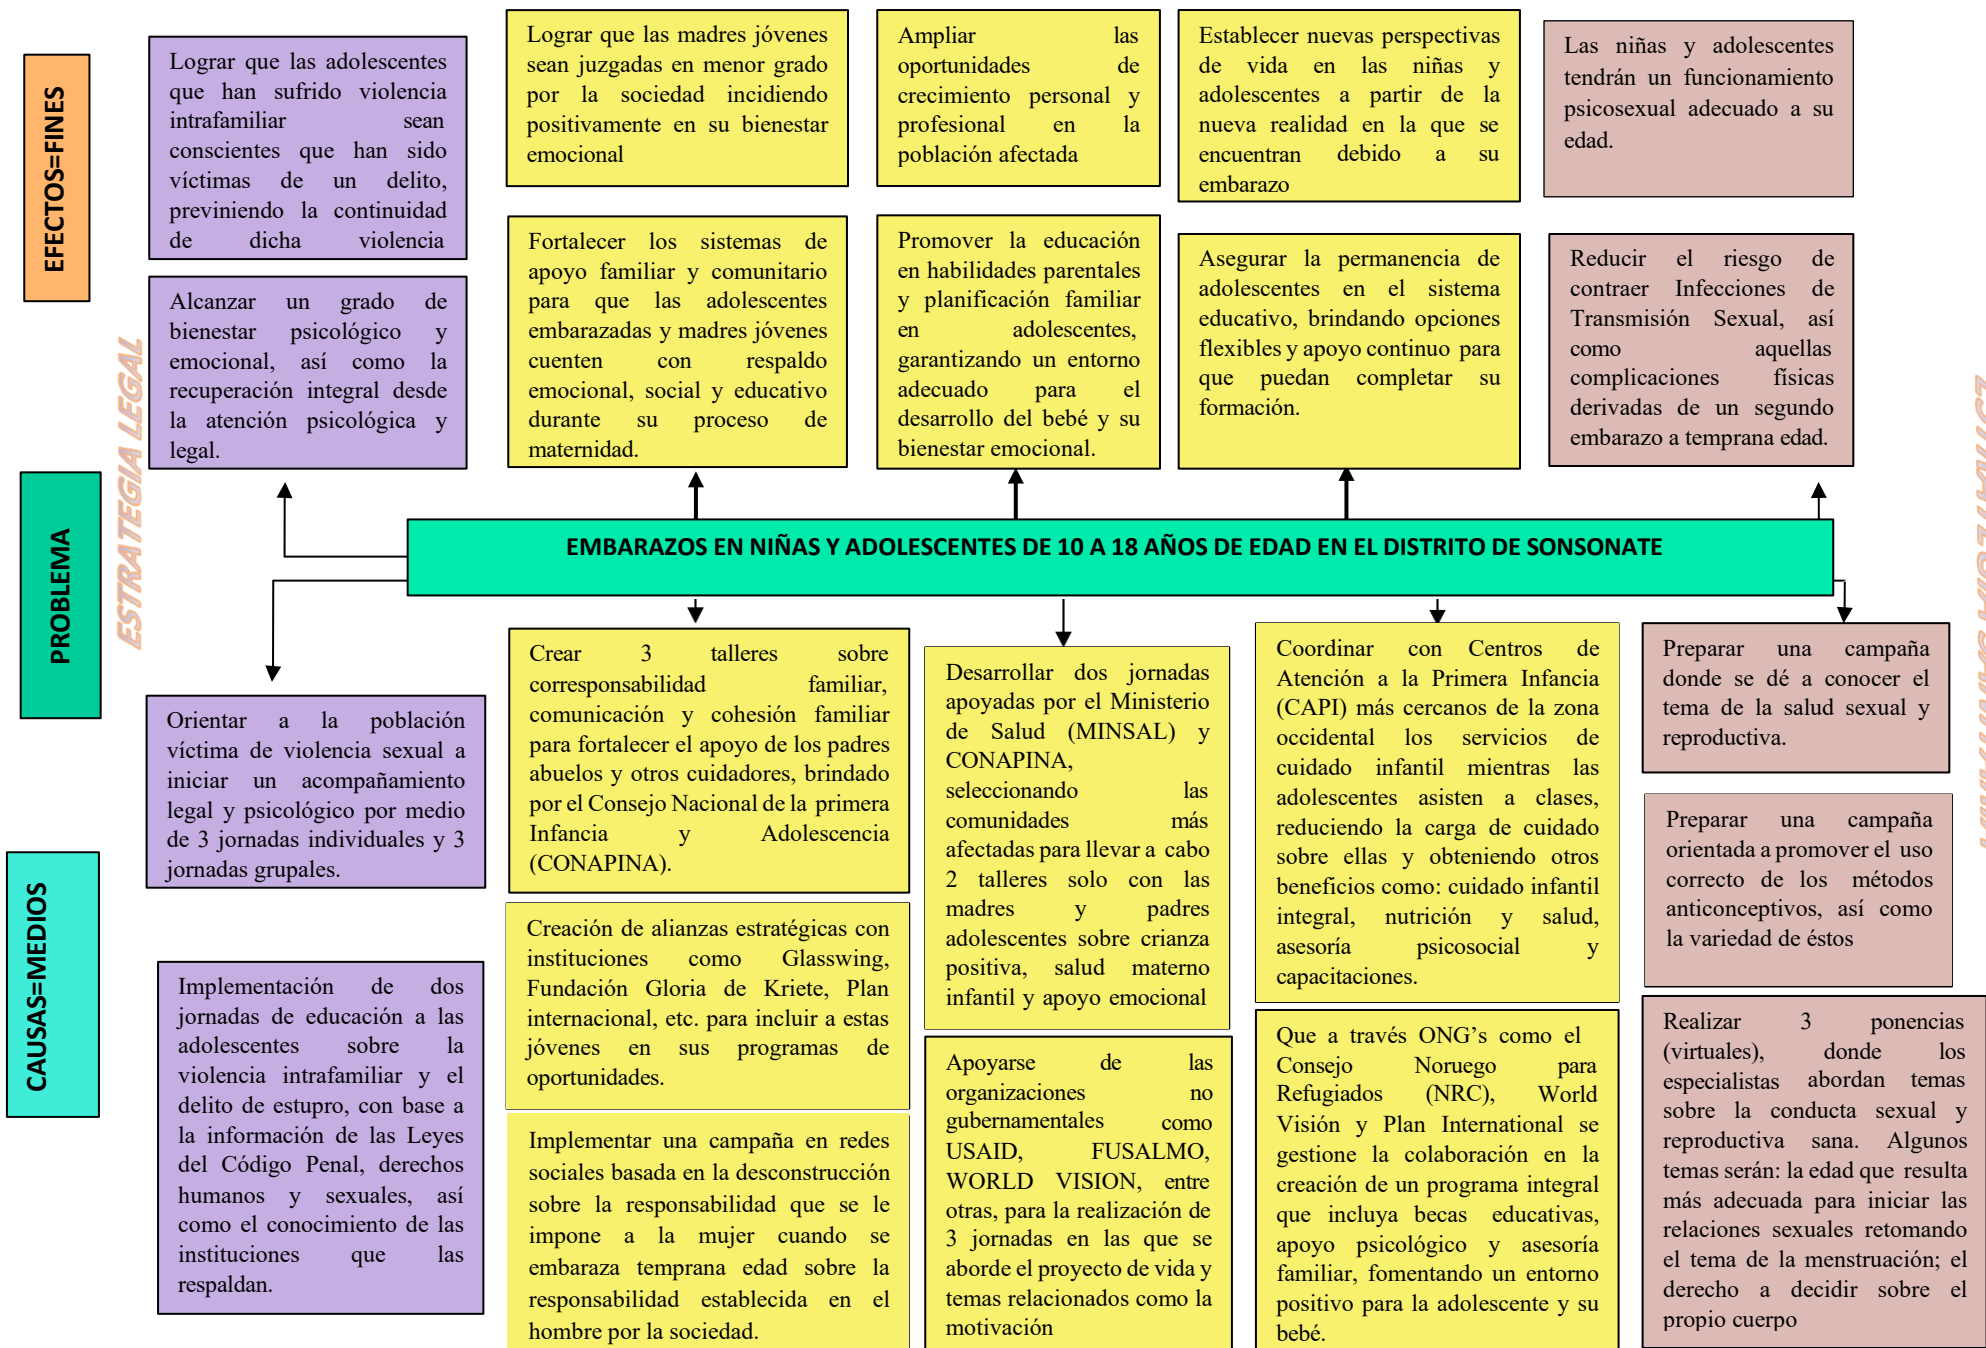 EFECTOS=FINES
Lograr que las adolescentes
que han sufrido violencia
intrafamiliar sean
conscientes que han sido
víctimas de un delito,
previniendo la continuidad
de dicha violencia
Lograr que las madres jóvenes
sean juzgadas en menor grado
por la sociedad incidiendo
positivamente en su bienestar
emocional
Ampliar las
oportunidades de
crecimiento personal y
profesional en la
población afectada
Establecer nuevas perspectivas
de vida en las niñas y
adolescentes a partir de la
nueva realidad en la que se
encuentran debido a su
embarazo
Las niñas y adolescentes
tendrán un funcionamiento
psicosexual adecuado a su
edad.
Alcanzar un grado de
bienestar psicológico y
emocional, así como la
recuperación integral desde
la atención psicológica y
legal.
Fortalecer los sistemas de
apoyo familiar y comunitario
para que las adolescentes
embarazadas y madres jóvenes
cuenten con respaldo
emocional, social y educativo
durante su proceso de
maternidad.
Promover la educación
en habilidades parentales
y planificación familiar
en adolescentes,
garantizando un entorno
adecuado para el
desarrollo del bebé y su
bienestar emocional.
Asegurar la permanencia de
adolescentes en el sistema
educativo, brindando opciones
flexibles y apoyo continuo para
que puedan completar su
formación.
Reducir el riesgo de
contraer Infecciones de
Transmisión Sexual, así
como aquellas
complicaciones físicas
derivadas de un segundo
embarazo a temprana edad.
ESTRATEGIA LEGAL
PROBLEMA
EMBARAZOS EN NIÑAS Y ADOLESCENTES DE 10 A 18 AÑOS DE EDAD EN EL DISTRITO DE SONSONATE
CAUSAS=MEDIOS
Orientar a la población
víctima de violencia sexual a
iniciar un acompañamiento
legal y psicológico por medio
de 3 jornadas individuales y 3
jornadas grupales.
Implementación de dos
jornadas de educación a las
adolescentes sobre la
violencia intrafamiliar y el
delito de estupro, con base a
la información de las Leyes
del Código Penal, derechos
humanos y sexuales, así
como el conocimiento de las
instituciones que las
respaldan.
Crear 3 talleres sobre
corresponsabilidad familiar,
comunicación y cohesión familiar
para fortalecer el apoyo de los padres
abuelos y otros cuidadores, brindado
por el Consejo Nacional de la primera
Infancia y Adolescencia
(CONAPINA).
Creación de alianzas estratégicas con
instituciones como Glasswing,
Fundación Gloria de Kriete, Plan
internacional, etc. para incluir a estas
jóvenes en sus programas de
oportunidades.
Implementar una campaña en redes
sociales basada en la desconstrucción
sobre la responsabilidad que se le
impone a la mujer cuando se
embaraza temprana edad sobre la
responsabilidad establecida en el
hombre por la sociedad.
Desarrollar dos jornadas
apoyadas por el Ministerio
de Salud (MINSAL) y
CONAPINA,
seleccionando las
comunidades más
afectadas para llevar a cabo
2 talleres solo con las
madres y padres
adolescentes sobre crianza
positiva, salud materno
infantil y apoyo emocional
Apoyarse de las
organizaciones no
gubernamentales como
USAID, FUSALMO,
WORLD VISION, entre
otras, para la realización de
3 jornadas en las que se
aborde el proyecto de vida y
temas relacionados como la
motivación
Coordinar con Centros de
Atención a la Primera Infancia
(CAPI) más cercanos de la zona
occidental los servicios de
cuidado infantil mientras las
adolescentes asisten a clases,
reduciendo la carga de cuidado
sobre ellas y obteniendo otros
beneficios como: cuidado infantil
integral, nutrición y salud,
asesoría psicosocial y
capacitaciones.
Que a través ONG's como el
Consejo Noruego para
Refugiados (NRC), World
Visión y Plan International se
gestione la colaboración en la
creación de un programa integral
que incluya becas educativas,
apoyo psicológico y asesoría
familiar, fomentando un entorno
positivo para la adolescente y su
bebé.
Preparar una campaña
donde se dé a conocer el
tema de la salud sexual y
reproductiva.
Preparar una campaña
orientada a promover el uso
correcto de los métodos
anticonceptivos, así como
la variedad de éstos
Realizar 3 ponencias
(virtuales), donde los
especialistas abordan temas
sobre la conducta sexual y
reproductiva sana. Algunos
temas serán: la edad que resulta
más adecuada para iniciar las
relaciones sexuales retomando
el tema de la menstruación; el
derecho a decidir sobre el
propio cuerpo